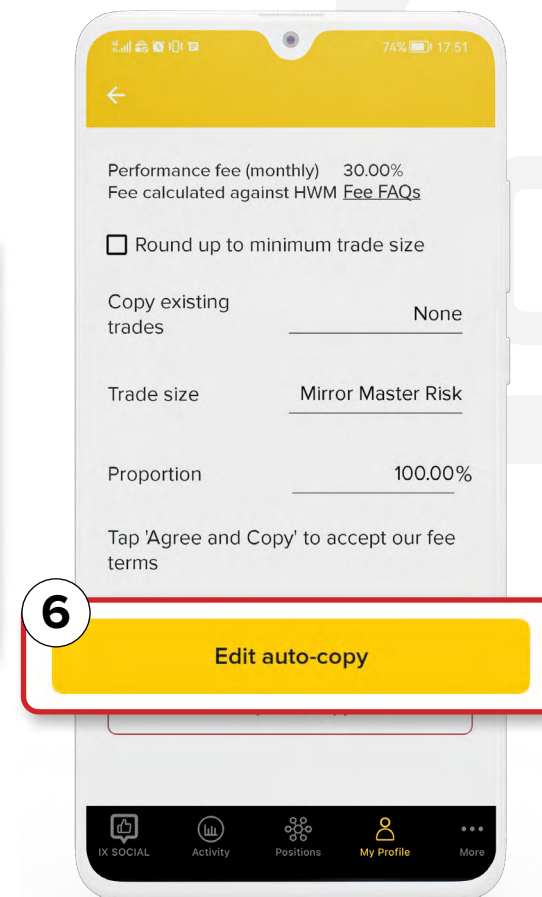 74% 17:51
Performance fee (monthly) 30.00%
Fee calculated against HWM Fee FAQs
Round up to minimum trade size
Copy existing
trades
None
Trade size
Mirror Master Risk
Proportion
100.00%
Tap 'Agree and Copy' to accept our fee
terms
6
Edit auto-copy
IX SOCIAL Activity Positions My Profile More